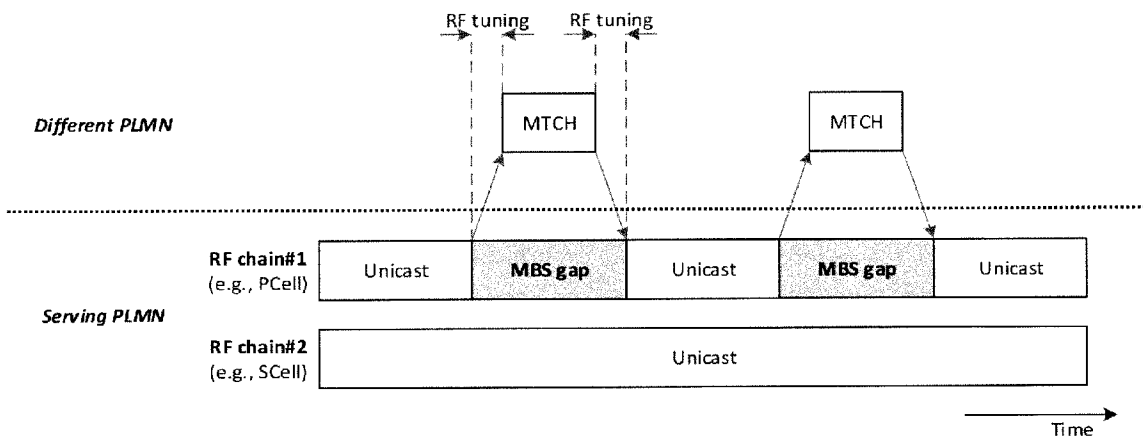 RF tuning RF tuning
Different PLMN
MTCH MTCH
RF chain#1
(e.g., PCell)
Unicast MBS gap Unicast MBS gap Unicast
Serving PLMN
RF chain#2
(e.g., SCell)
Unicast
Time